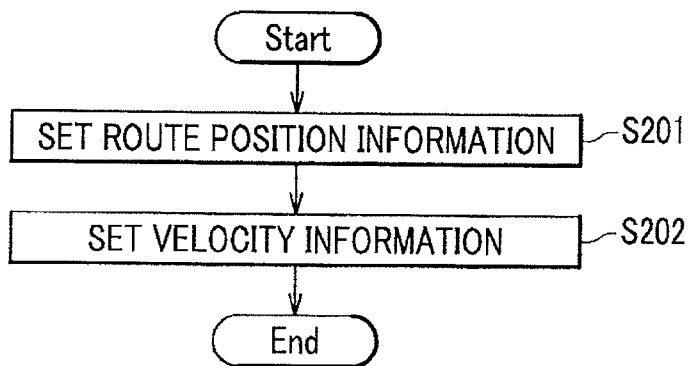 Start
SET ROUTE POSITION INFORMATION
S201
SET VELOCITY INFORMATION
S202
End